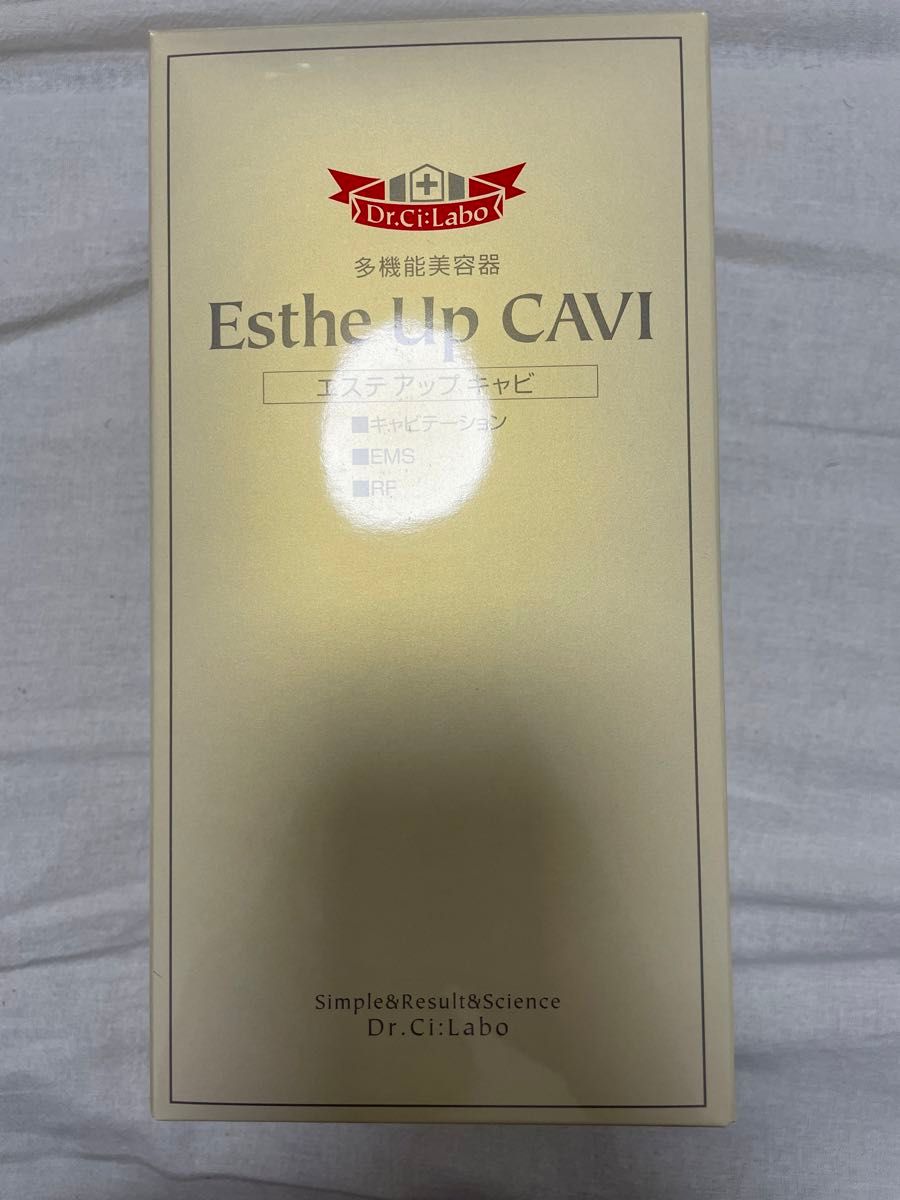 Dr.Ci:Labo
多機能美容器
Esthe Up CAVI
エステ アップ キャビ
■キャビテーション
■EMS
■RF
Simple&Result&Science
Dr.Ci:Labo